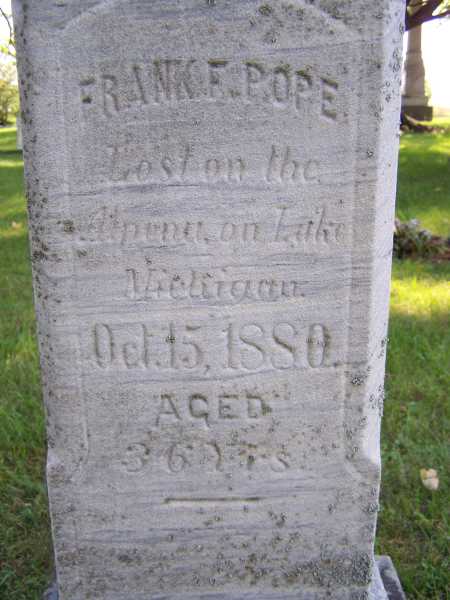 FRANK F. POPE
Lost on the
Alpena, on Lake
Michigan.
Oct. 15, 1880.
AGED
36 Yrs